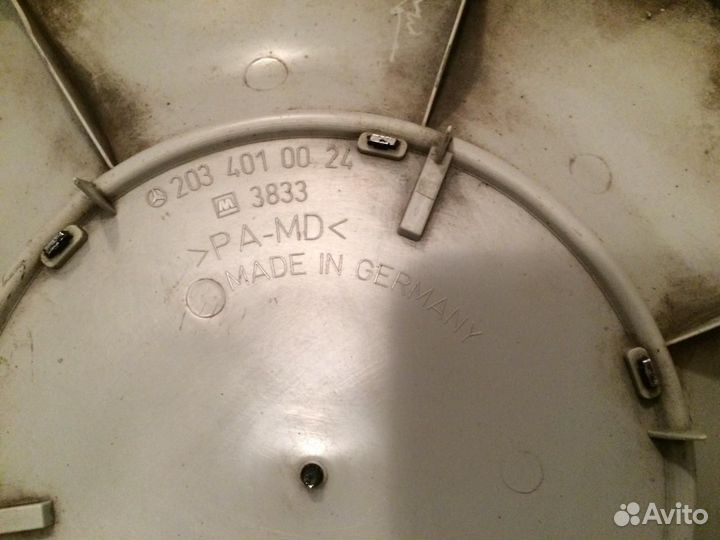 203 401 00 24
M 3833
>PA-MD<
MADE IN GERMANY
Avito